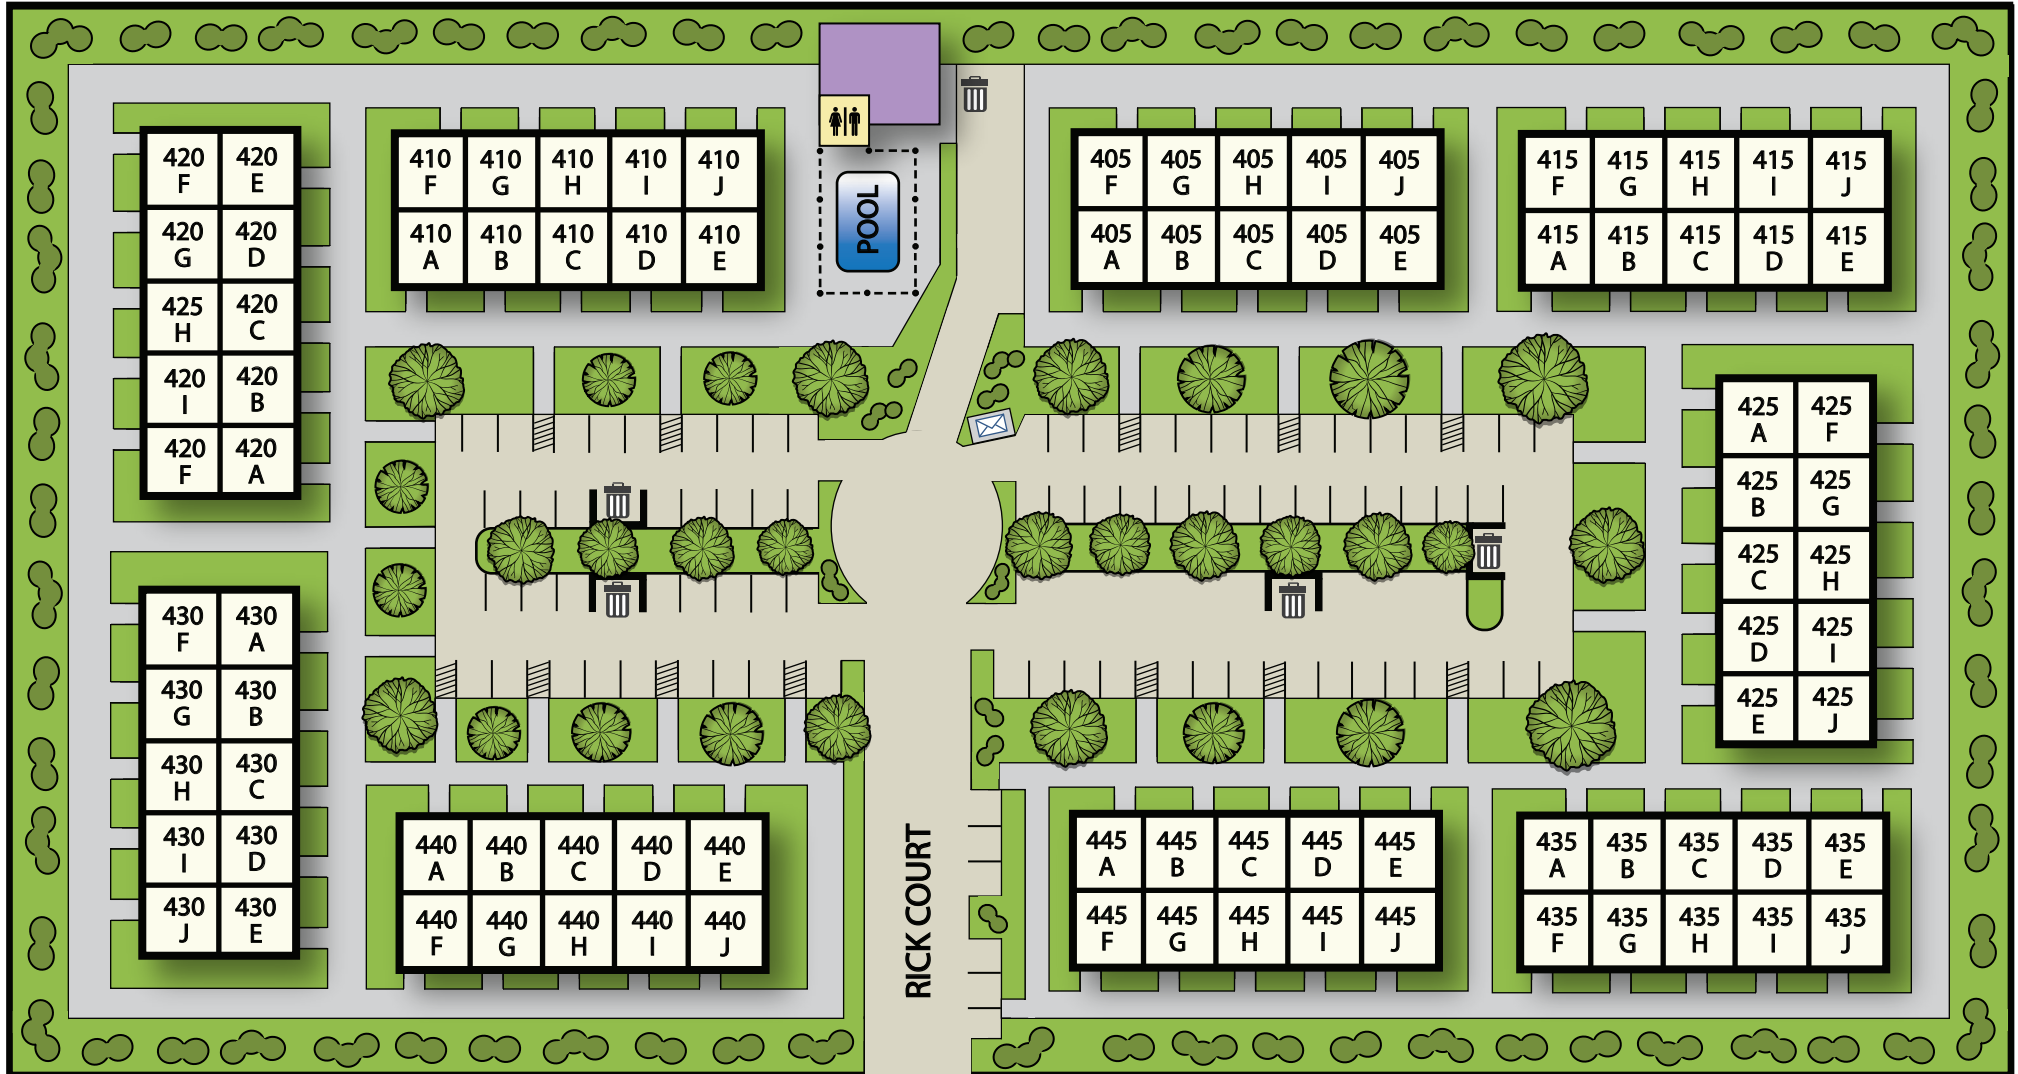 420 F
420 E
420 G
420 D
425 H
420 C
420 I
420 B
420 F
420 A
410 F
410 G
410 H
410 I
410 J
410 A
410 B
410 C
410 D
410 E
POOL
405 F
405 G
405 H
405 I
405 J
405 A
405 B
405 C
405 D
405 E
415 F
415 G
415 H
415 I
415 J
415 A
415 B
415 C
415 D
415 E
425 A
425 F
425 B
425 G
425 C
425 H
425 D
425 I
425 E
425 J
430 F
430 A
430 G
430 B
430 H
430 C
430 I
430 D
430 J
430 E
440 A
440 B
440 C
440 D
440 E
440 F
440 G
440 H
440 I
440 J
RICK COURT
445 A
445 B
445 C
445 D
445 E
445 F
445 G
445 H
445 I
445 J
435 A
435 B
435 C
435 D
435 E
435 F
435 G
435 H
435 I
435 J